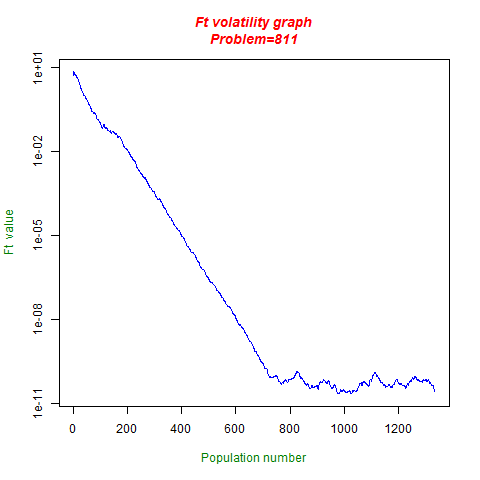 Ft volatility graph
Problem=811
Ft value
1e+01
1e-02
1e-05
1e-08
1e-11
0 200 400 600 800 1000 1200
Population number